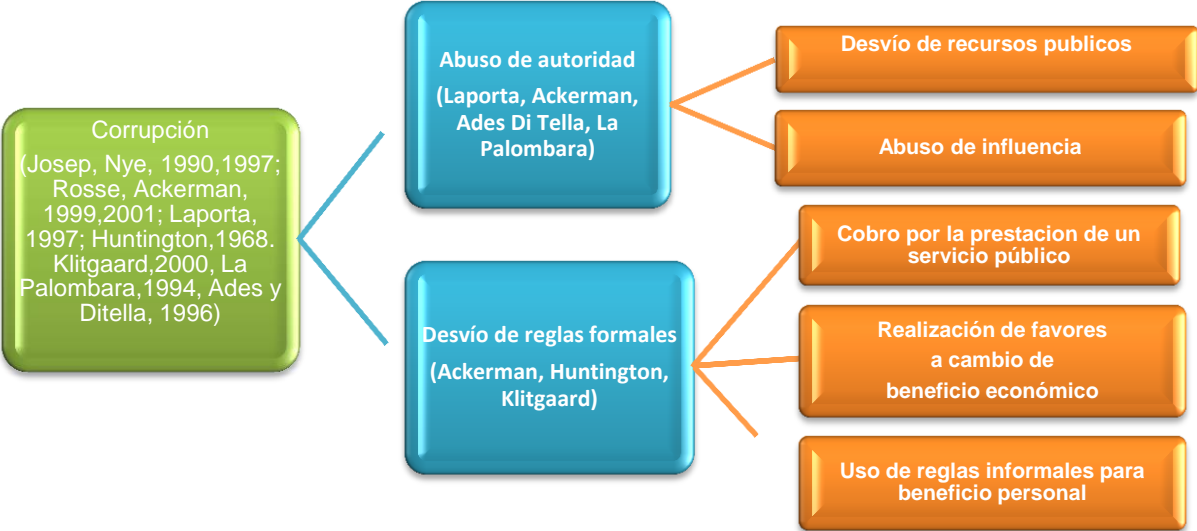 Corrupción
(Josep, Nye, 1990,1997;
Rosse, Ackerman,
1999,2001; Laporta,
1997; Huntington,1968.
Klitgaard,2000, La
Palombara,1994, Ades y
Ditella, 1996)
Abuso de autoridad
(Laporta, Ackerman,
Ades Di Tella, La
Palombara)
Desvío de recursos publicos
Abuso de influencia
Desvío de reglas formales
(Ackerman, Huntington,
Klitgaard)
Cobro por la prestacion de un
servicio público
Realización de favores
a cambio de
beneficio económico
Uso de reglas informales para
beneficio personal